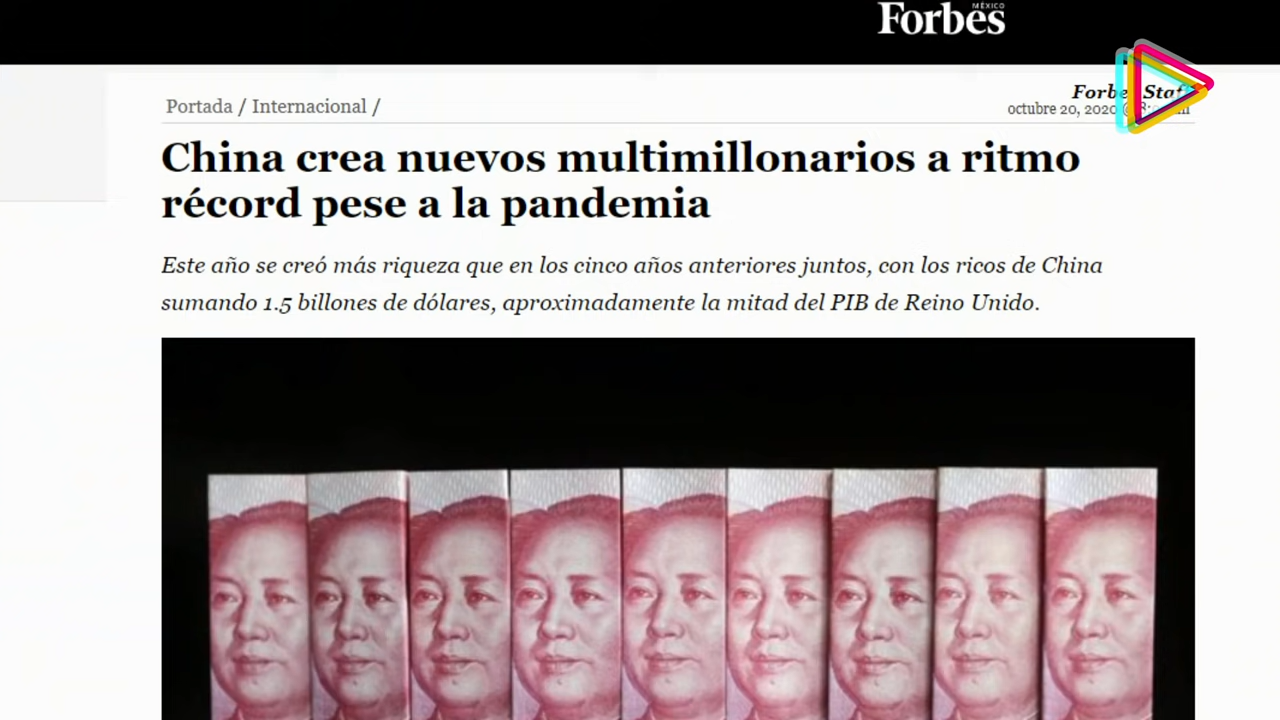 Forbes
MÉXICO
Portada / Internacional /
Forbes Staff
octubre 20, 2020 @
China crea nuevos multimillonarios a ritmo
récord pese a la pandemia
Este año se creó más riqueza que en los cinco años anteriores juntos, con los ricos de China
sumando 1.5 billones de dólares, aproximadamente la mitad del PIB de Reino Unido.